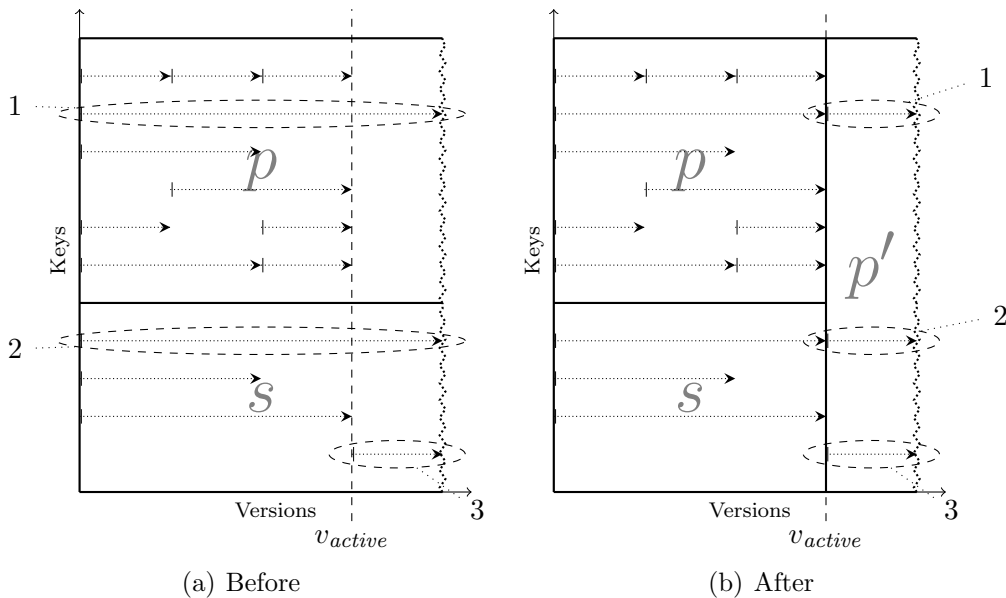 1
p
Keys
2
s
3
Versions
v_active
(a) Before
1
p
Keys
p′
2
s
3
Versions
v_active
(b) After